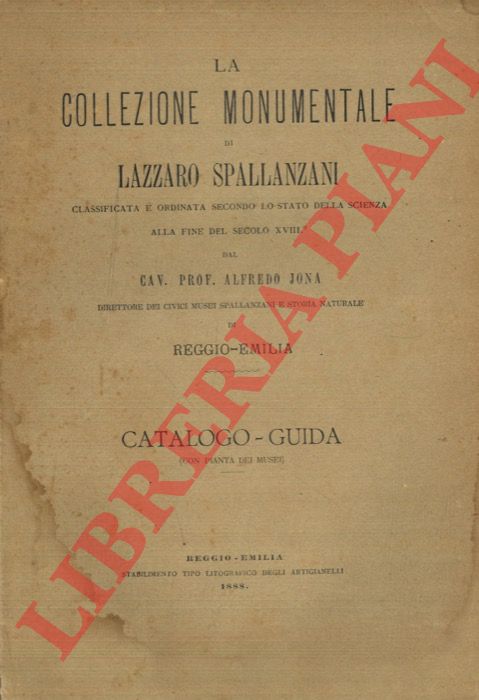 LA
COLLEZIONE MONUMENTALE
DI
LAZZARO SPALLANZANI
CLASSIFICATA E ORDINATA SECONDO LO STATO DELLA SCIENZA
ALLA FINE DEL SECOLO XVIII.°
DAL
CAV. PROF. ALFREDO JONA
DIRETTORE DEI CIVICI MUSEI SPALLANZANI E STORIA NATURALE
DI
REGGIO-EMILIA
CATALOGO - GUIDA
(CON PIANTA DEI MUSEI)
REGGIO - EMILIA
STABILIMENTO TIPO LITOGRAFICO DEGLI ARTIGIANELLI
1888.
LIBRERIA PIANI